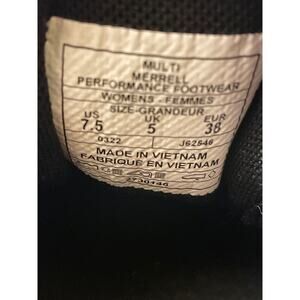 MULTI
MERRELL
PERFORMANCE FOOTWEAR
WOMENS - FEMMES
SIZE-GRANDEUR
US UK EUR
7.5 5 38
0322 J62546
MADE IN VIETNAM
FABRIQUÉ EN VIETNAM